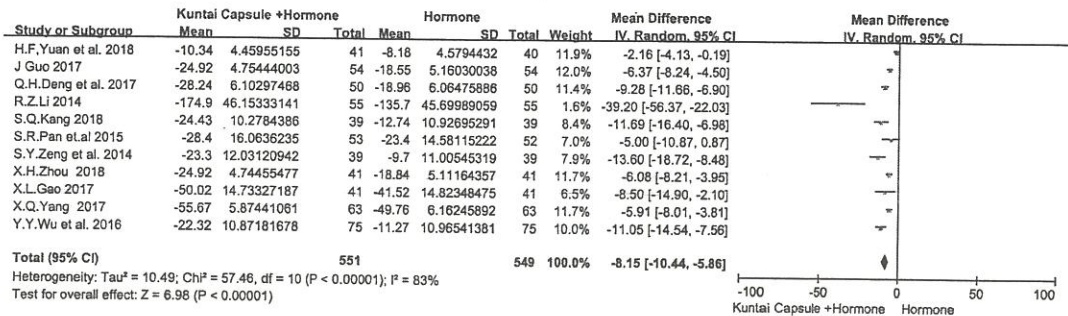 Kuntai Capsule +Hormone Hormone Mean Difference Mean Difference
Study or Subgroup Mean SD Total Mean SD Total Weight IV. Random. 95% CI IV. Random. 95% CI
H.F,Yuan et al. 2018 -10.34 4.45955155 41 -8.18 4.5794432 40 11.9% -2.16 [-4.13, -0.19]
J Guo 2017 -24.92 4.75444003 54 -18.55 5.16030038 54 12.0% -6.37 [-8.24, -4.50]
Q.H.Deng et al. 2017 -28.24 6.10297468 50 -18.96 6.06475886 50 11.2% -9.28 [-11.66, -6.90]
R.Z.Li 2014 -174.9 46.15333141 55 -135.7 45.69989059 55 1.6% -39.20 [-56.37, -22.03]
S.Q.Kang 2018 -24.43 10.2784386 39 -12.74 10.92695291 39 8.4% -11.69 [-16.40, -6.98]
S.R.Pan et.al 2015 -28.4 16.0636235 53 -23.4 14.58115222 52 7.0% -5.00 [-10.87, 0.87]
S.Y.Zeng et al. 2014 -23.3 12.03120942 39 -9.7 11.00545319 39 7.9% -13.60 [-18.72, -8.48]
X.H.Zhou 2018 -24.92 4.74455477 41 -18.84 5.11164357 41 11.6% -6.08 [-8.21, -3.95]
X.L.Gao 2017 -50.02 14.73327187 41 -41.52 14.82348475 41 6.5% -8.50 [-14.90, -2.10]
X.Q.Yang 2017 -55.67 5.87441061 63 -49.76 6.16245892 63 11.7% -5.91 [-8.01, -3.81]
Y.Y.Wu et al. 2016 -22.32 10.87181678 75 -11.27 10.96541381 75 10.0% -11.05 [-14.54, -7.56]
Total (95% CI) 551 549 100.0% -8.15 [-10.44, -5.86]
Heterogeneity: Tau² = 10.49; Chi² = 57.46, df = 10 (P < 0.00001); I² = 83%
Test for overall effect: Z = 6.98 (P < 0.00001)
-100 -50 0 50 100
Kuntai Capsule +Hormone Hormone